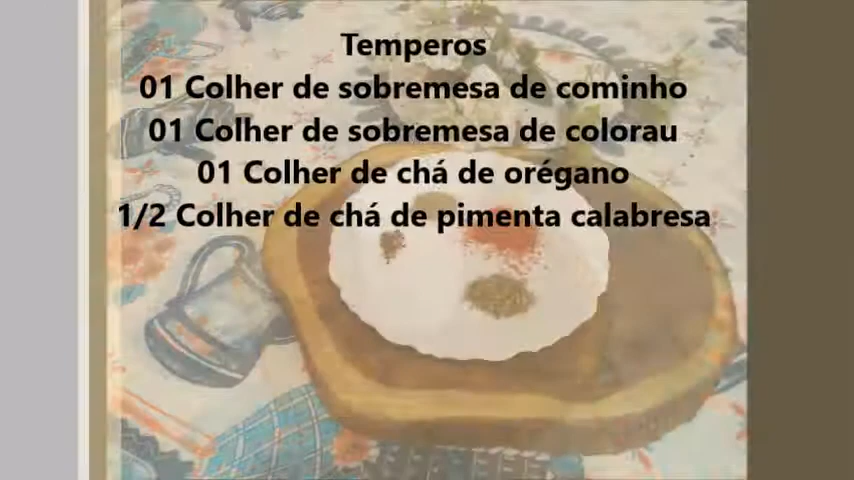 Temperos
01 Colher de sobremesa de cominho
01 Colher de sobremesa de colorau
01 Colher de chá de orégano
1/2 Colher de chá de pimenta calabresa